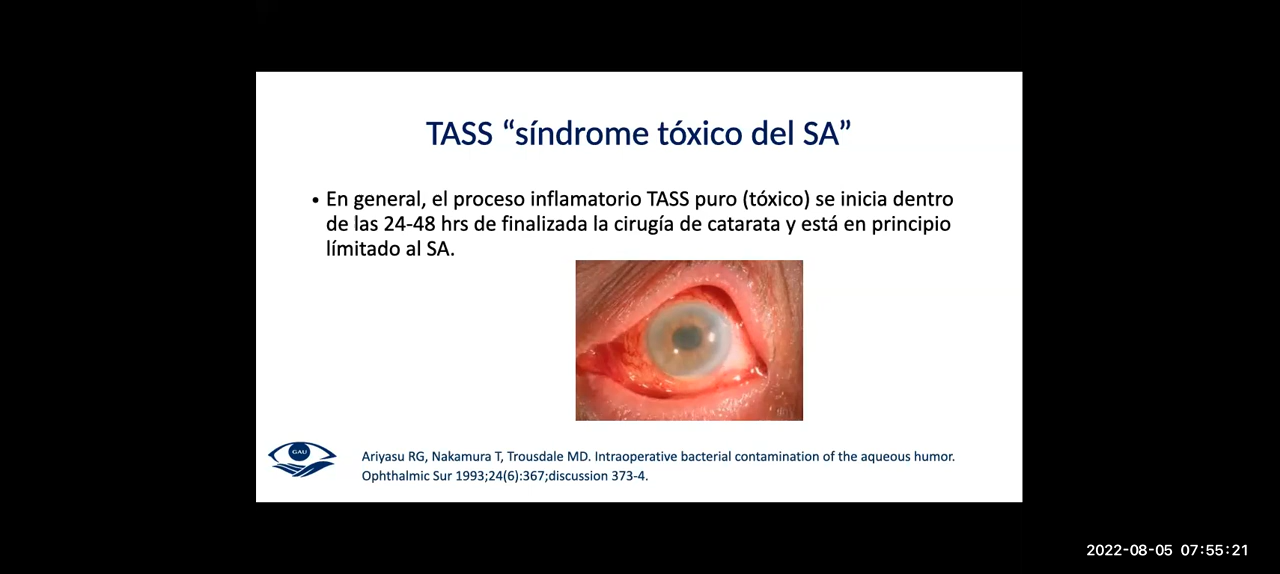 TASS “síndrome tóxico del SA”
• En general, el proceso inflamatorio TASS puro (tóxico) se inicia dentro
de las 24-48 hrs de finalizada la cirugía de catarata y está en principio
límitado al SA.
GAU
Ariyasu RG, Nakamura T, Trousdale MD. Intraoperative bacterial contamination of the aqueous humor.
Ophthalmic Sur 1993;24(6):367;discussion 373-4.
2022-08-05 07:55:21